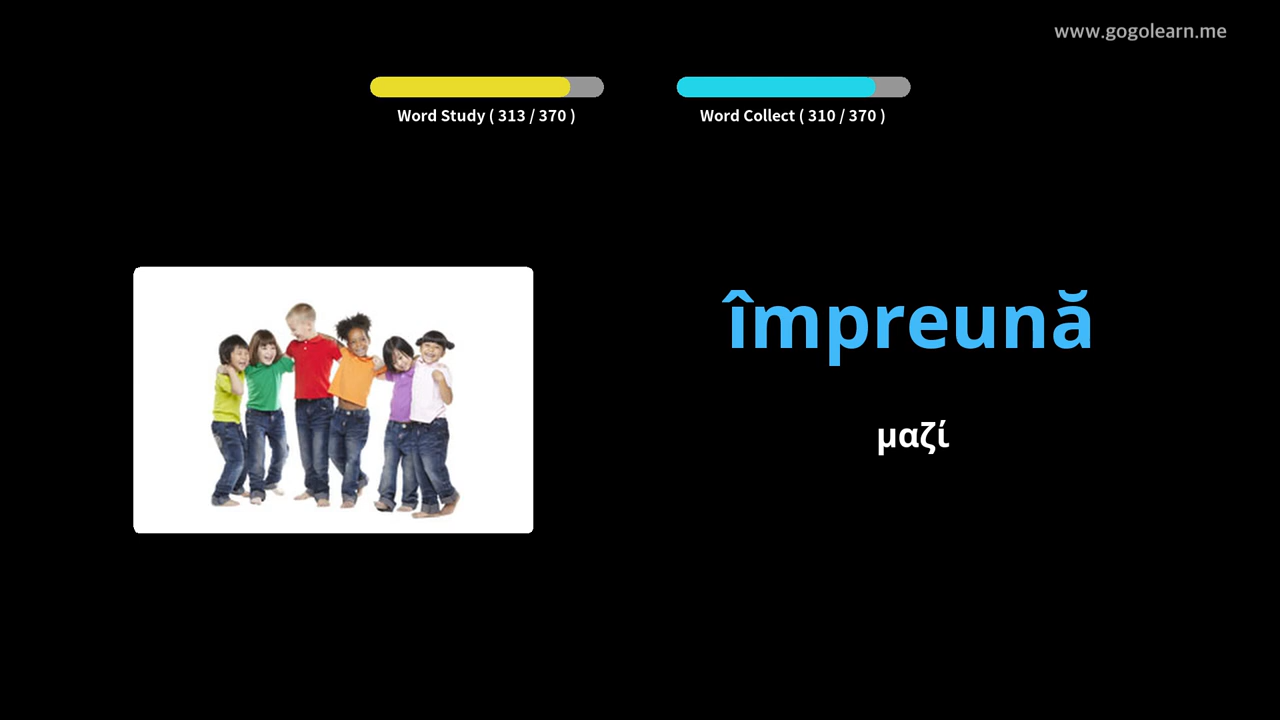 www.gogolearn.me
Word Study ( 313 / 370 )
Word Collect ( 310 / 370 )
împreună
μαζί